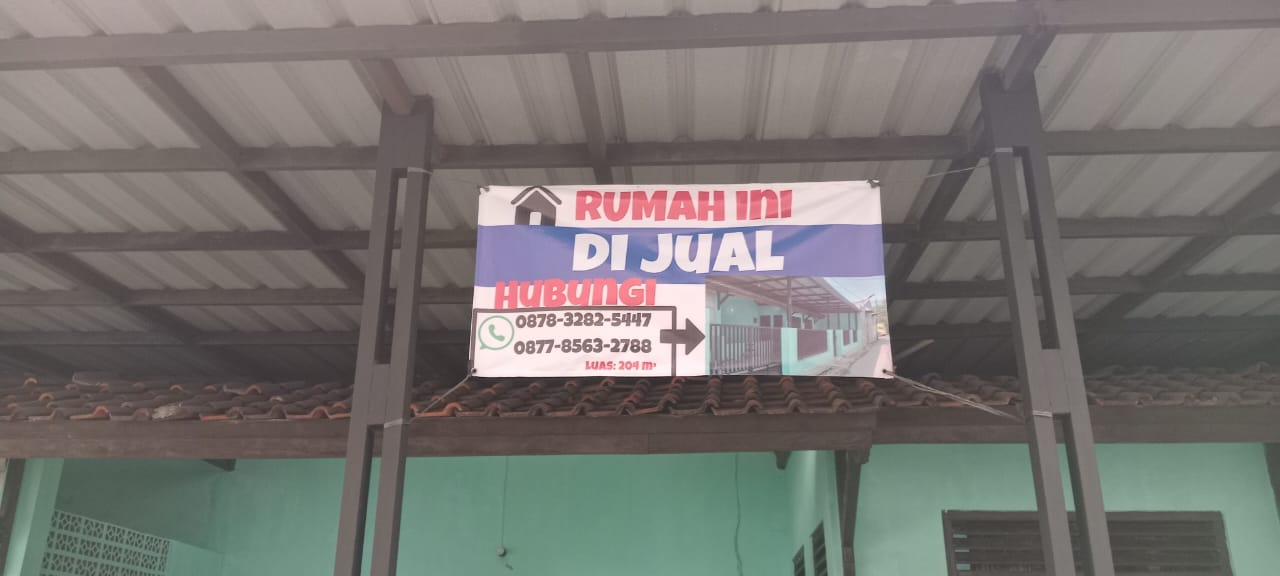 RUMAH INI
DI JUAL
HUBUNGI
0878-3282-5447
0877-8563-2788
LUAS: 204 M²